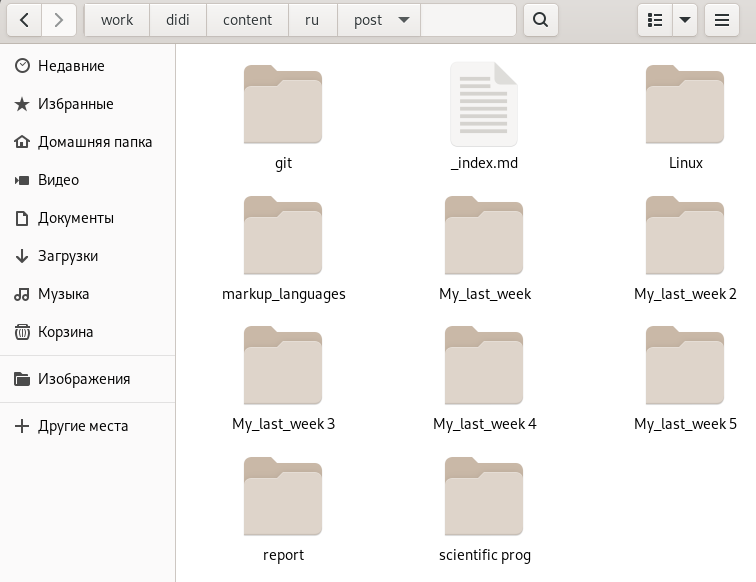 work
didi
content
ru
post
Недавние
Избранные
Домашняя папка
Видео
Документы
Загрузки
Музыка
Корзина
Изображения
Другие места
git
_index.md
Linux
markup_languages
My_last_week
My_last_week 2
My_last_week 3
My_last_week 4
My_last_week 5
report
scientific prog